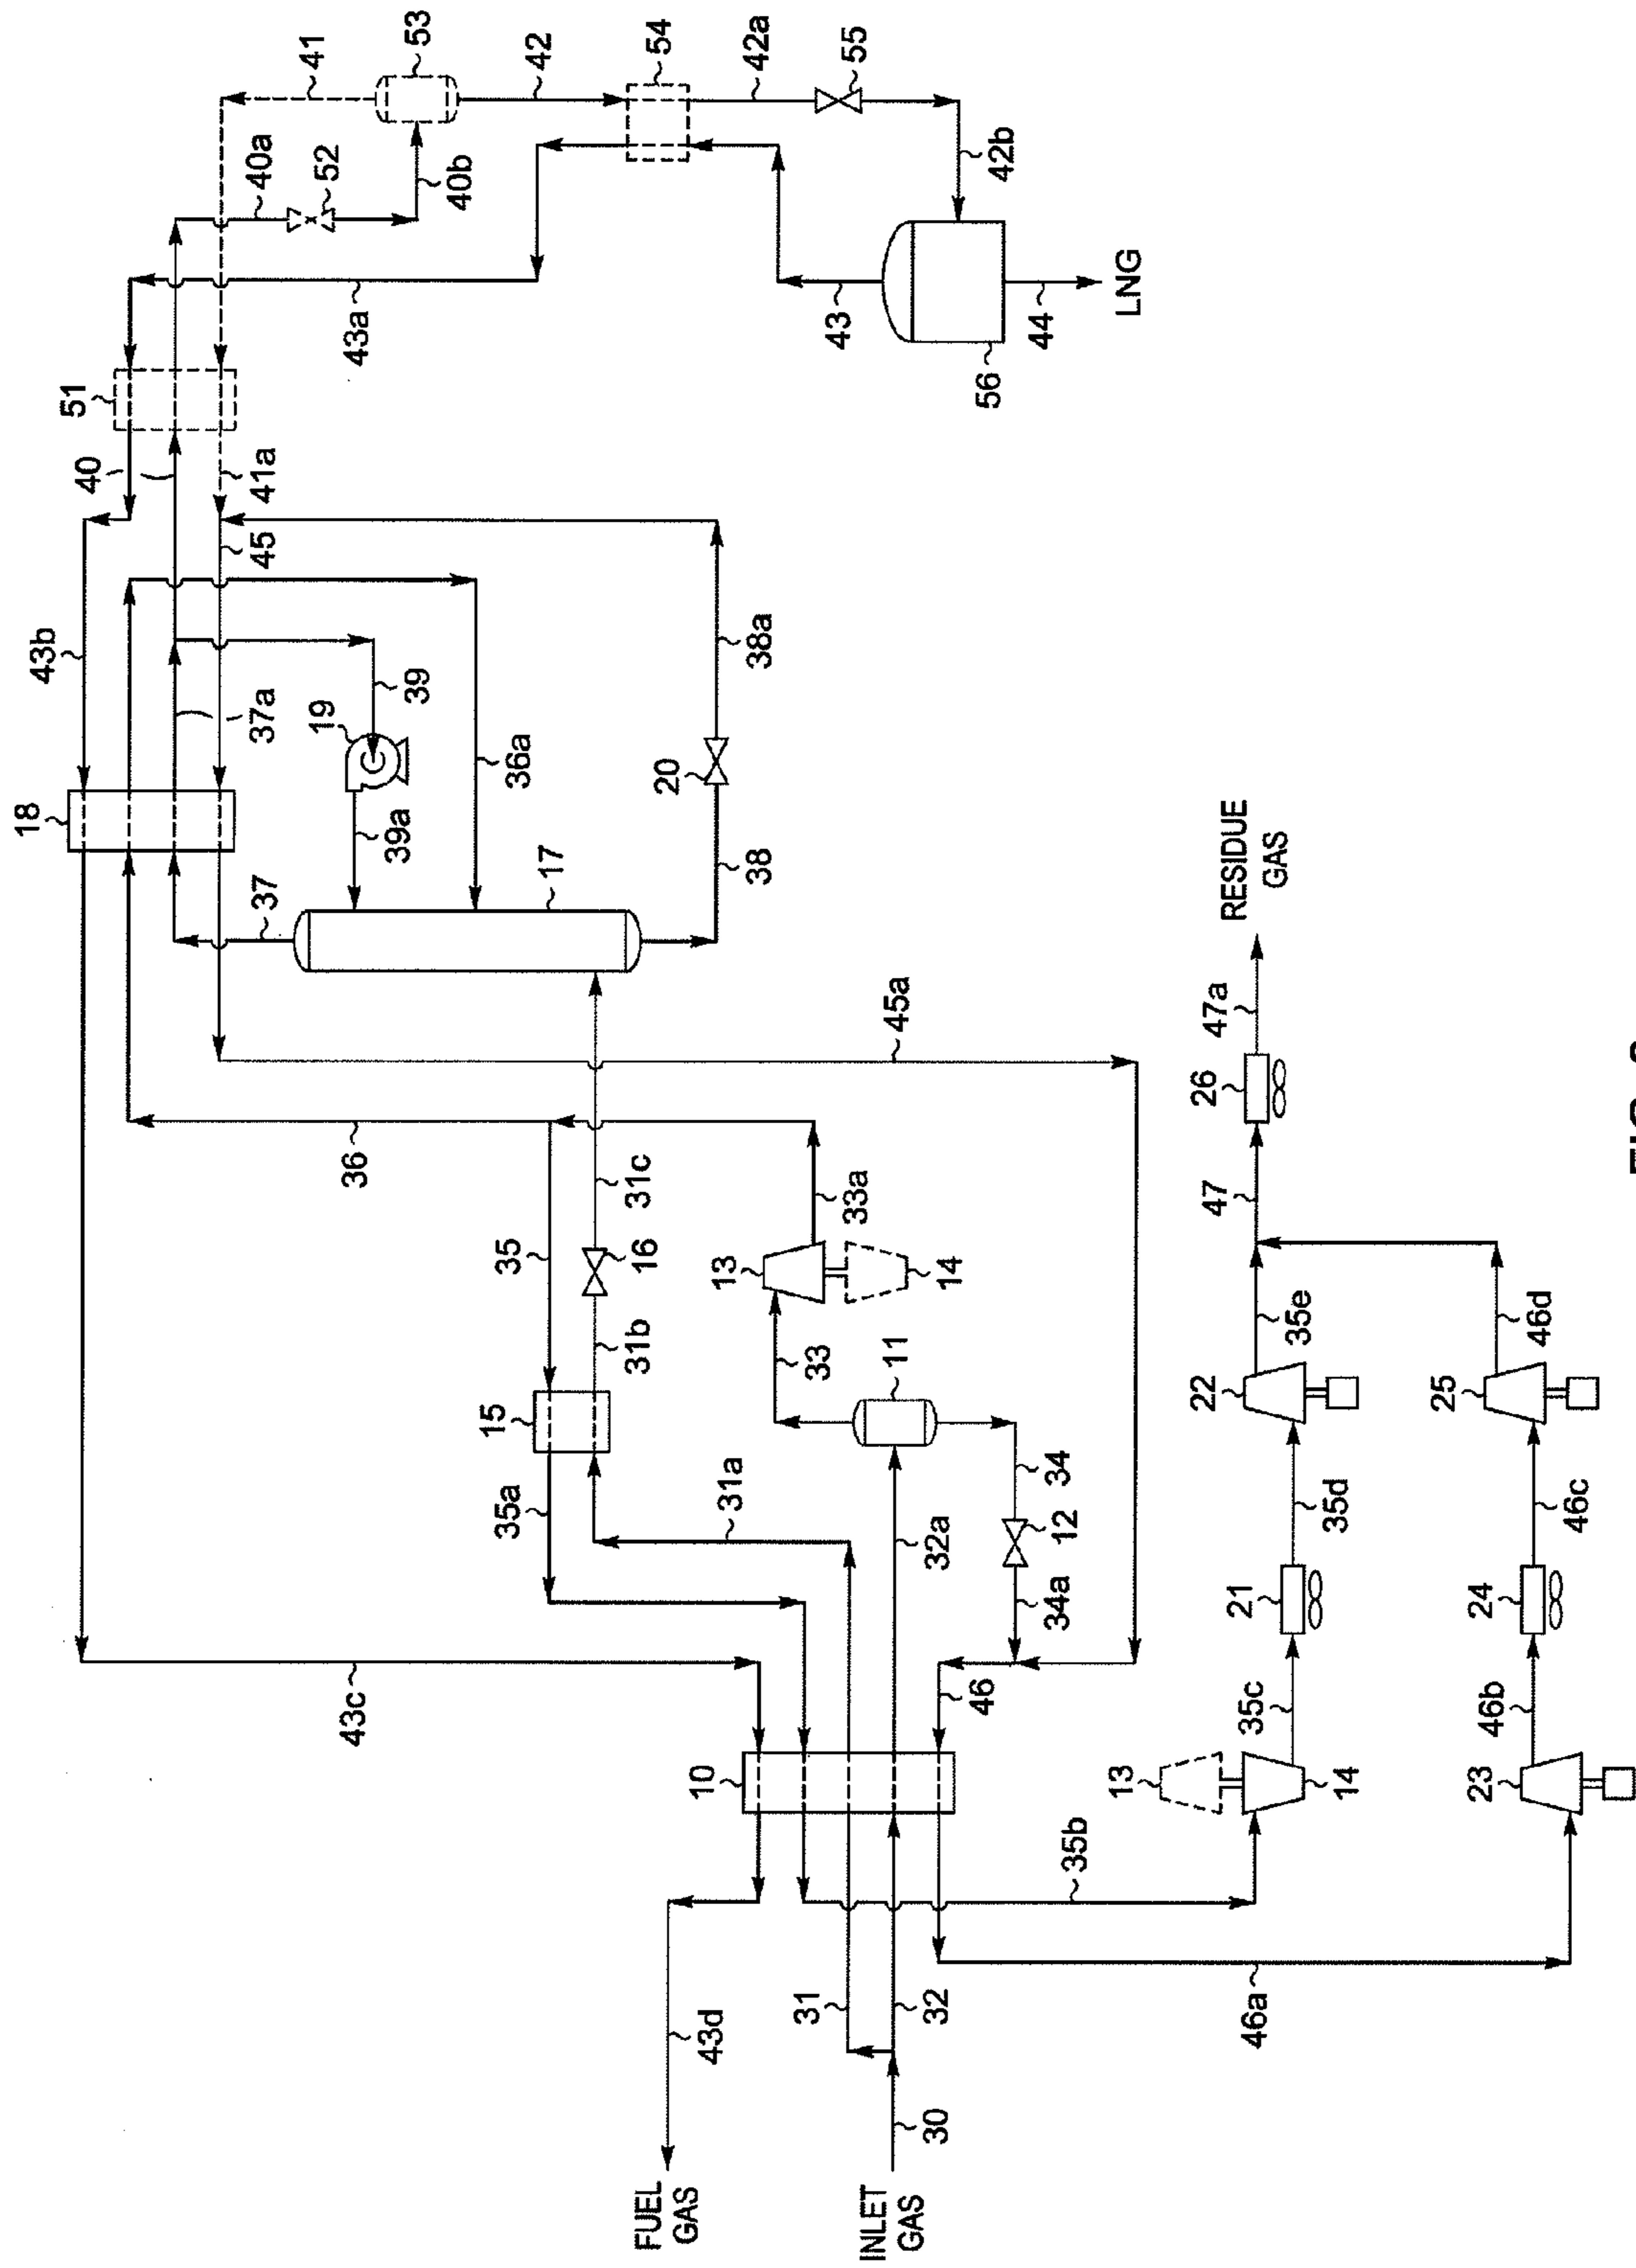 FUEL
GAS
43d
INLET
GAS
30
31
32
43c
10
46
46a
35b
35a
31a
32a
34a
12
34
15
35
31b
16
31c
36
11
33
13
33a
14
45a
18
43b
37
37a
17
39a
19
39
36a
38
20
38a
40
45
41a
51
43a
40a
52
40b
41
53
42
54
42a
55
42b
43
56
44
LNG
13
14
35c
21
35d
22
35e
47
26
47a
RESIDUE
GAS
23
46b
24
46c
25
46d